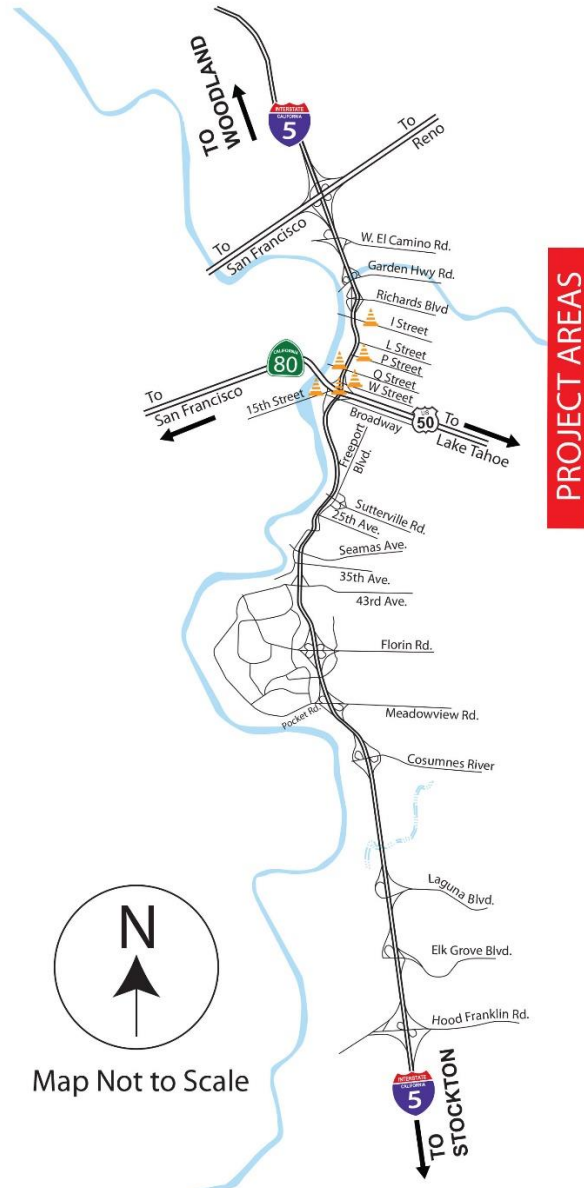 TO
WOODLAND
INTERSTATE
CALIFORNIA
5
To
Reno
To
San Francisco
W. El Camino Rd.
Garden Hwy Rd.
Richards Blvd
I Street
L Street
P Street
Q Street
W Street
CALIFORNIA
80
To
San Francisco
15th Street
Broadway
US
50
To
Lake Tahoe
PROJECT AREAS
Freeport
Blvd.
Sutterville Rd.
25th Ave.
Seamas Ave.
35th Ave.
43rd Ave.
Florin Rd.
Pocket Rd.
Meadowview Rd.
Cosumnes River
Laguna Blvd.
Elk Grove Blvd.
Hood Franklin Rd.
N
Map Not to Scale
INTERSTATE
CALIFORNIA
5
TO
STOCKTON